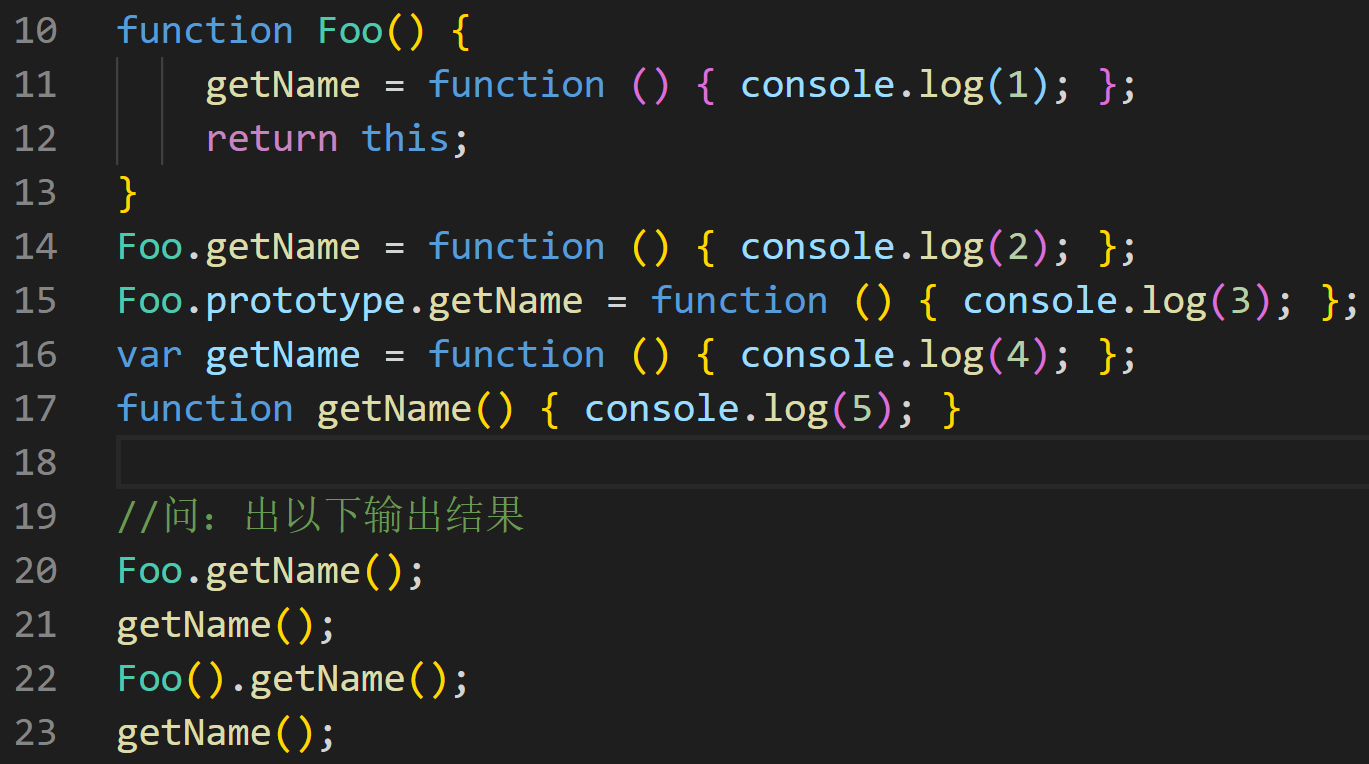 10 function Foo() {
11 getName = function () { console.log(1); };
12 return this;
13 }
14 Foo.getName = function () { console.log(2); };
15 Foo.prototype.getName = function () { console.log(3); };
16 var getName = function () { console.log(4); };
17 function getName() { console.log(5); }
18
19 //问：出以下输出结果
20 Foo.getName();
21 getName();
22 Foo().getName();
23 getName();